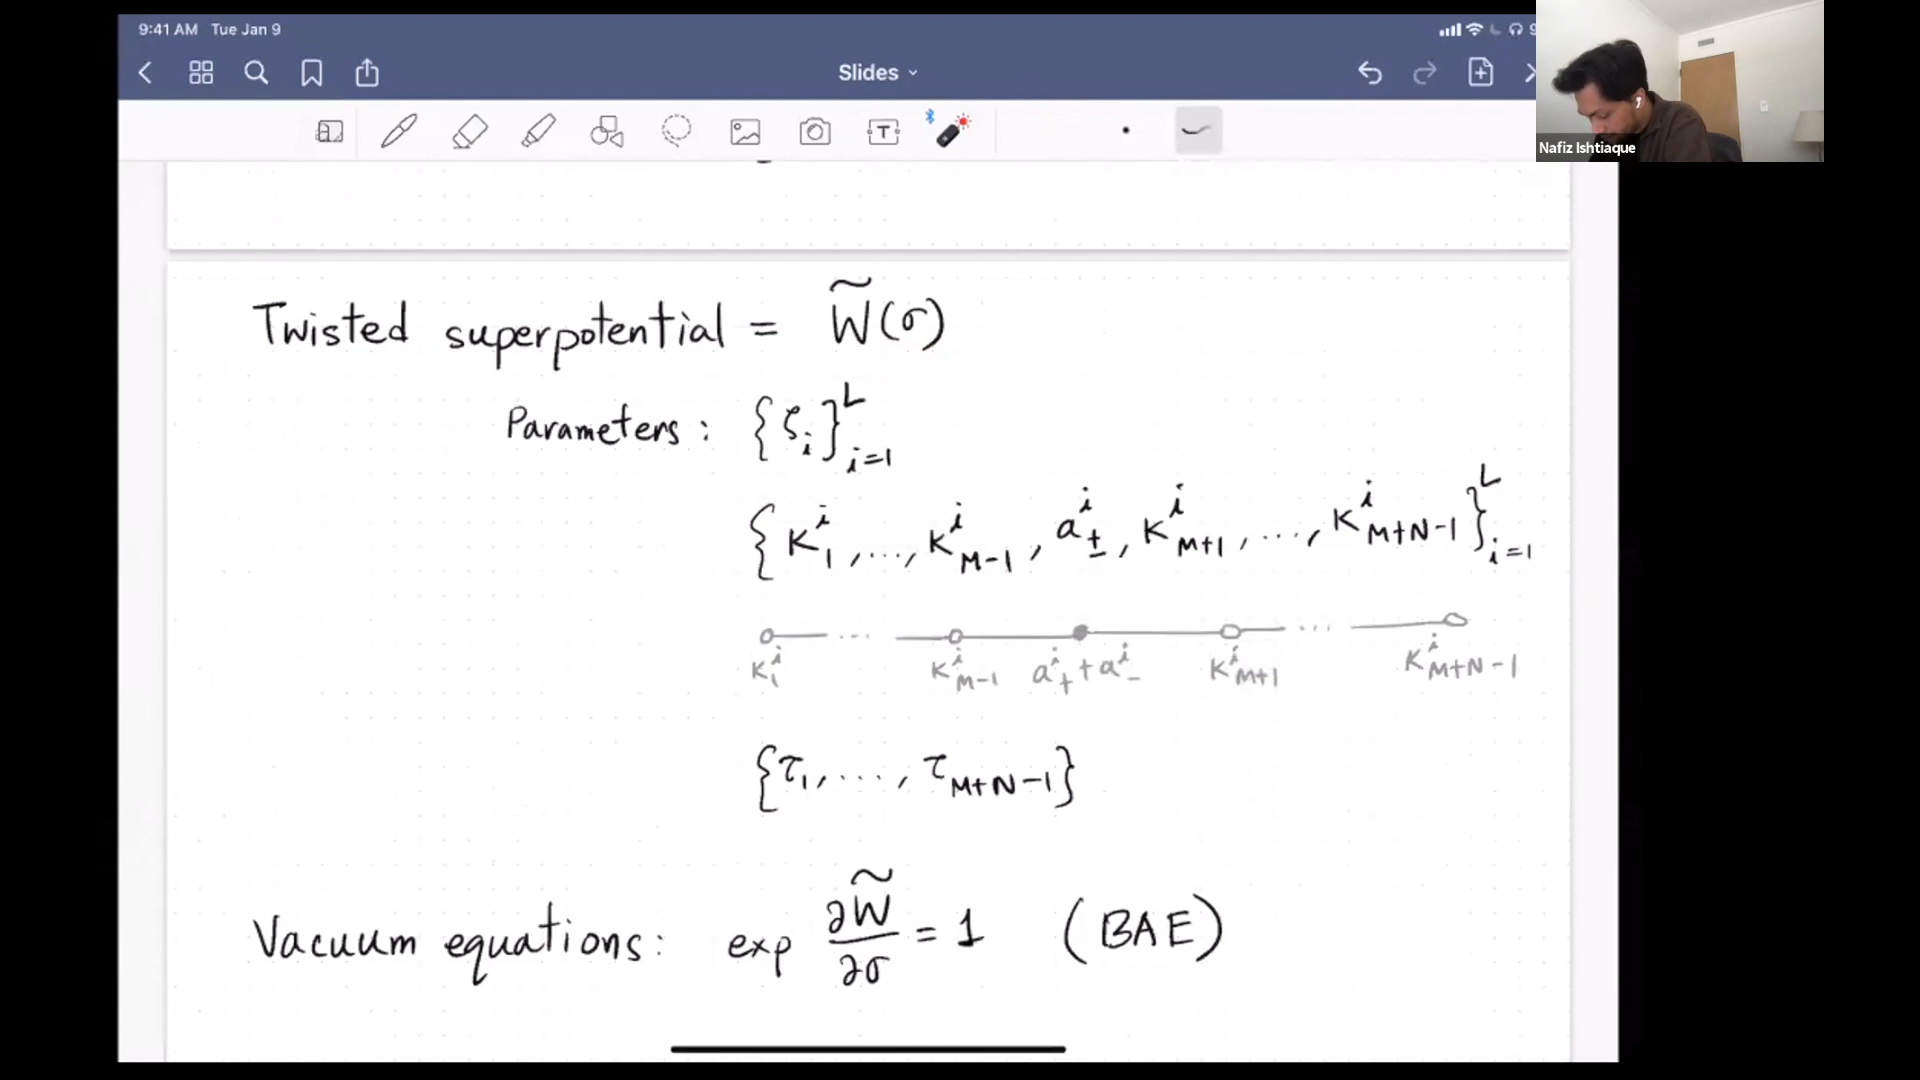 9:41 AM Tue Jan 9
Slides
Nafiz Ishtiaque
Twisted superpotential = W̃(σ)
Parameters: {ζ_i}^L_{i=1}
{K^i_1, ..., K^i_{M-1}, a^i_±, K^i_{M+1}, ..., K^i_{M+N-1}}^L_{i=1}
K^i_1 ... K^i_{M-1} a^i_+ + a^i_- K^i_{M+1} ... K^i_{M+N-1}
{τ_1, ...., τ_{M+N-1}}
Vacuum equations: exp ∂W̃/∂σ = 1 (BAE)